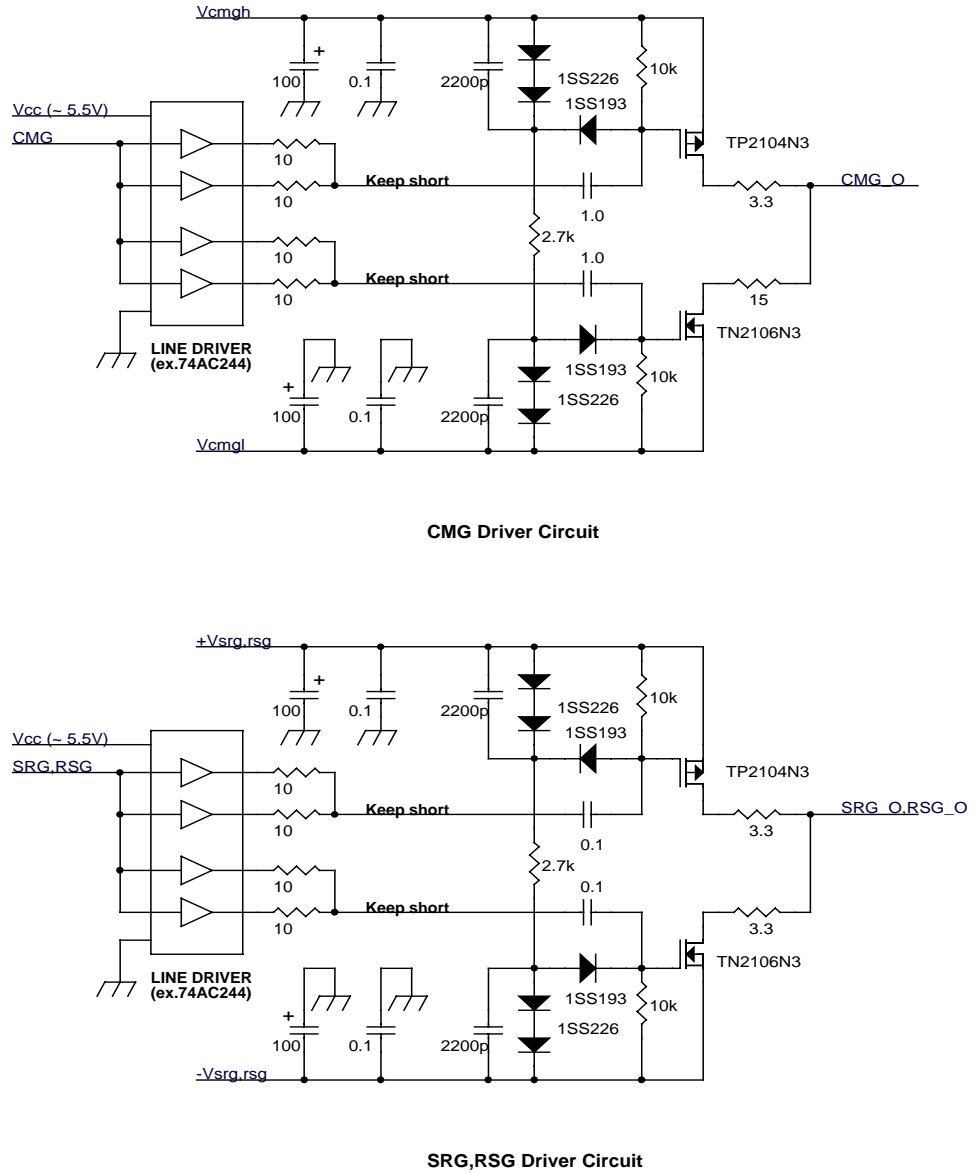 Vcmgh
+
100
0.1
2200p
1SS226
1SS193
10k
Vcc (~ 5.5V)
CMG
TP2104N3
10
Keep short
CMG_O
10
3.3
1.0
2.7k
10
1.0
Keep short
10
15
TN2106N3
LINE DRIVER
(ex.74AC244)
1SS193
10k
+
1SS226
100
0.1
2200p
Vcmgl
CMG Driver Circuit
+Vsrg,rsg
+
10k
100
0.1
2200p
1SS226
1SS193
Vcc (~ 5.5V)
SRG,RSG
TP2104N3
10
Keep short
SRG_O,RSG_O
10
3.3
0.1
2.7k
10
0.1
Keep short
10
3.3
TN2106N3
LINE DRIVER
(ex.74AC244)
1SS193
10k
+
1SS226
100
0.1
2200p
-Vsrg,rsg
SRG,RSG Driver Circuit